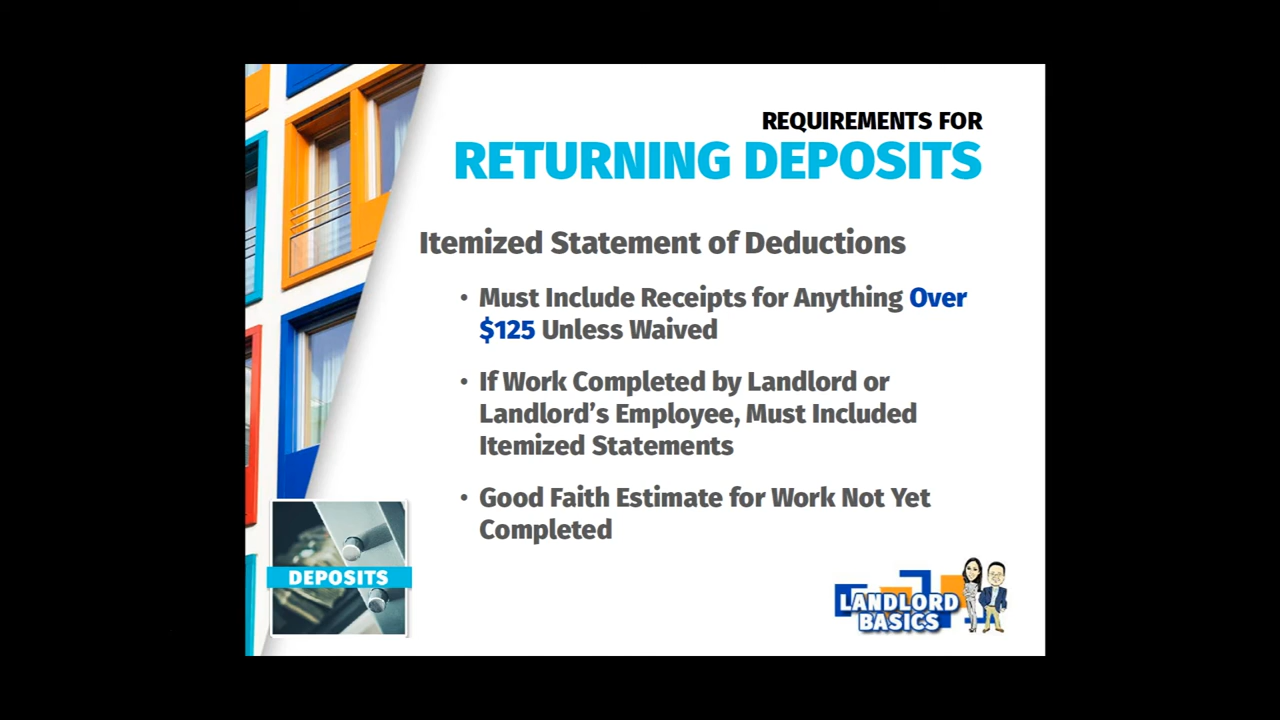 REQUIREMENTS FOR
RETURNING DEPOSITS
Itemized Statement of Deductions
• Must Include Receipts for Anything Over
$125 Unless Waived
• If Work Completed by Landlord or
Landlord’s Employee, Must Included
Itemized Statements
• Good Faith Estimate for Work Not Yet
Completed
DEPOSITS
LANDLORD
BASICS